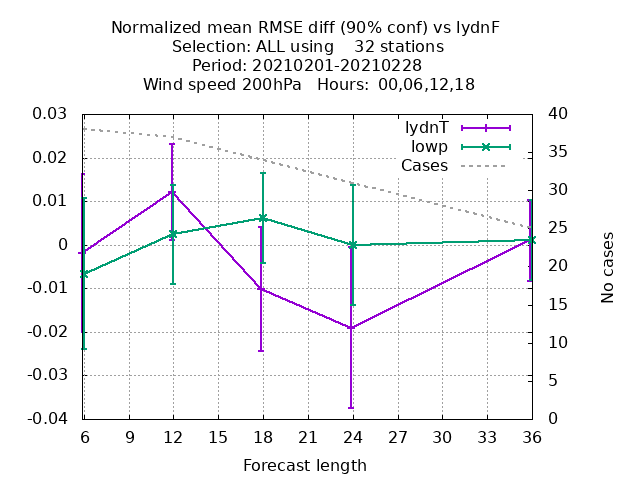 Normalized mean RMSE diff (90% conf) vs lydnF
Selection: ALL using    32 stations
Period: 20210201-20210228
Wind speed 200hPa   Hours:  00,06,12,18
0.03
0.02
0.01
0
-0.01
-0.02
-0.03
-0.04
40
35
30
25
20
15
10
5
0
lydnT
lowp
Cases
No cases
6 9 12 15 18 21 24 27 30 33 36
Forecast length